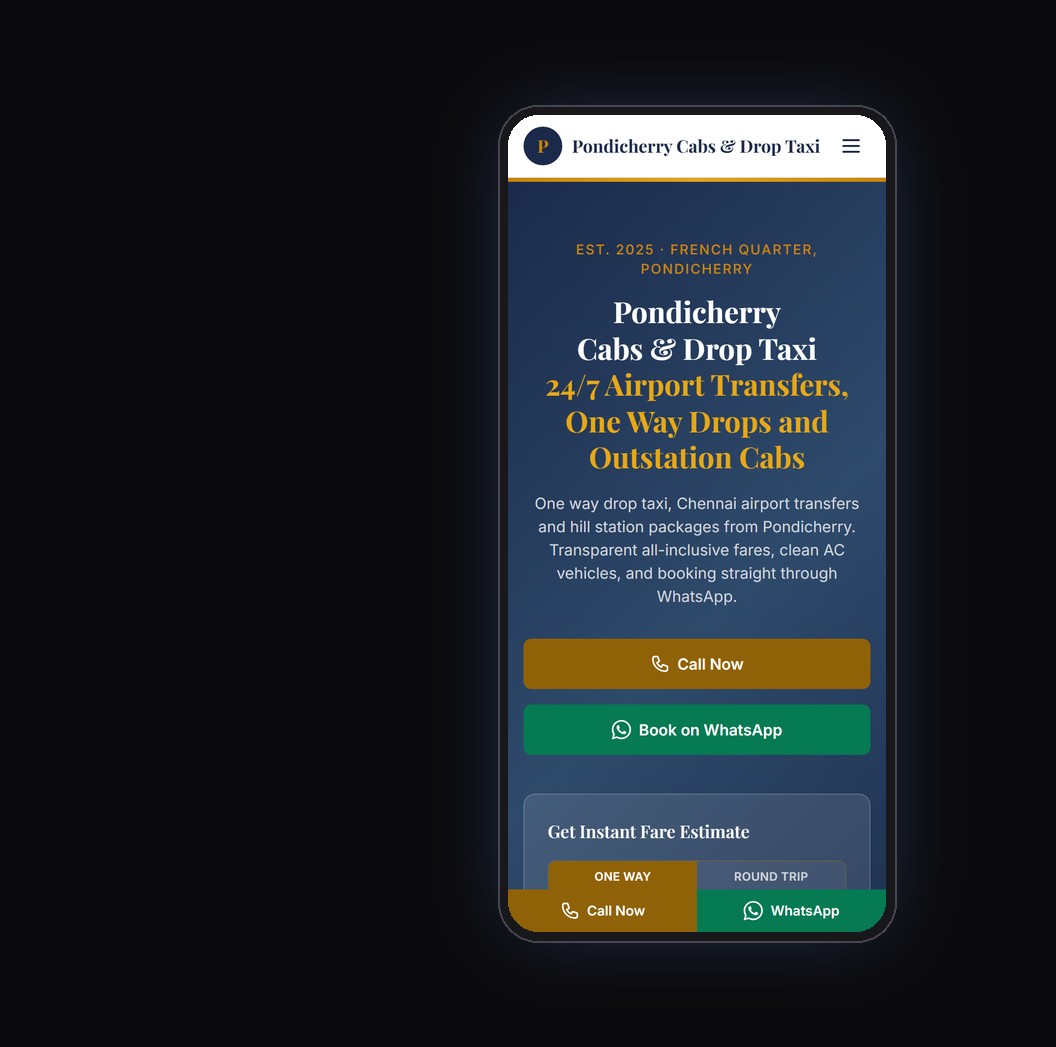 P
Pondicherry Cabs & Drop Taxi
EST. 2025 · FRENCH QUARTER,
PONDICHERRY
Pondicherry
Cabs & Drop Taxi
24/7 Airport Transfers,
One Way Drops and
Outstation Cabs
One way drop taxi, Chennai airport transfers
and hill station packages from Pondicherry.
Transparent all-inclusive fares, clean AC
vehicles, and booking straight through
WhatsApp.
Call Now
Book on WhatsApp
Get Instant Fare Estimate
ONE WAY
ROUND TRIP
Call Now
WhatsApp